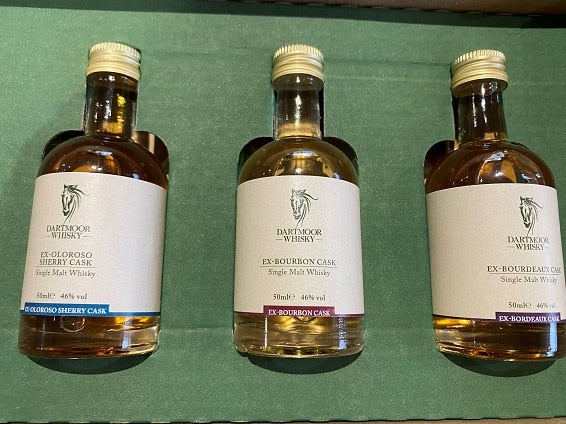 DARTMOOR
WHISKY
EX-OLOROSO
SHERRY CASK
Single Malt Whisky
50ml℮ 46% vol
EX-OLOROSO SHERRY CASK
DARTMOOR
WHISKY
EX-BOURBON CASK
Single Malt Whisky
50ml℮ 46% vol
EX-BOURBON CASK
DARTMOOR
WHISKY
EX-BOURDEAUX CASK
Single Malt Whisky
50ml℮ 46% vol
EX-BORDEAUX CASK